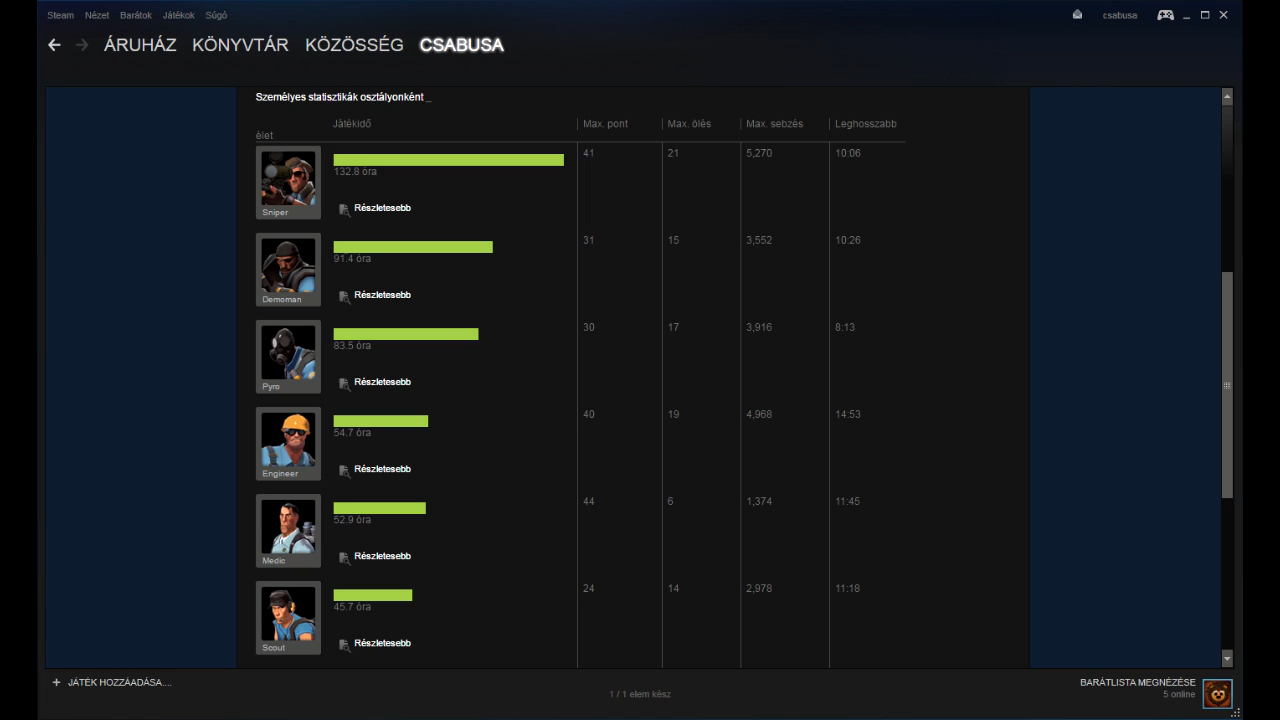 Steam Nézet Barátok Játékok Súgó csabusa
ÁRUHÁZ KÖNYVTÁR KÖZÖSSÉG CSABUSA
Személyes statisztikák osztályonként _
Játékidő Max. pont Max. ölés Max. sebzés Leghosszabb
élet
41 21 5,270 10:06
132.8 óra
Részletesebb
Sniper
31 15 3,552 10:26
91.4 óra
Részletesebb
Demoman
30 17 3,916 8:13
83.5 óra
Részletesebb
Pyro
40 19 4,968 14:53
54.7 óra
Részletesebb
Engineer
44 6 1,374 11:45
52.9 óra
Részletesebb
Medic
24 14 2,978 11:18
45.7 óra
Részletesebb
Scout
+ JÁTÉK HOZZÁADÁSA... BARÁTLISTA MEGNÉZÉSE
1 / 1 elem kész 5 online